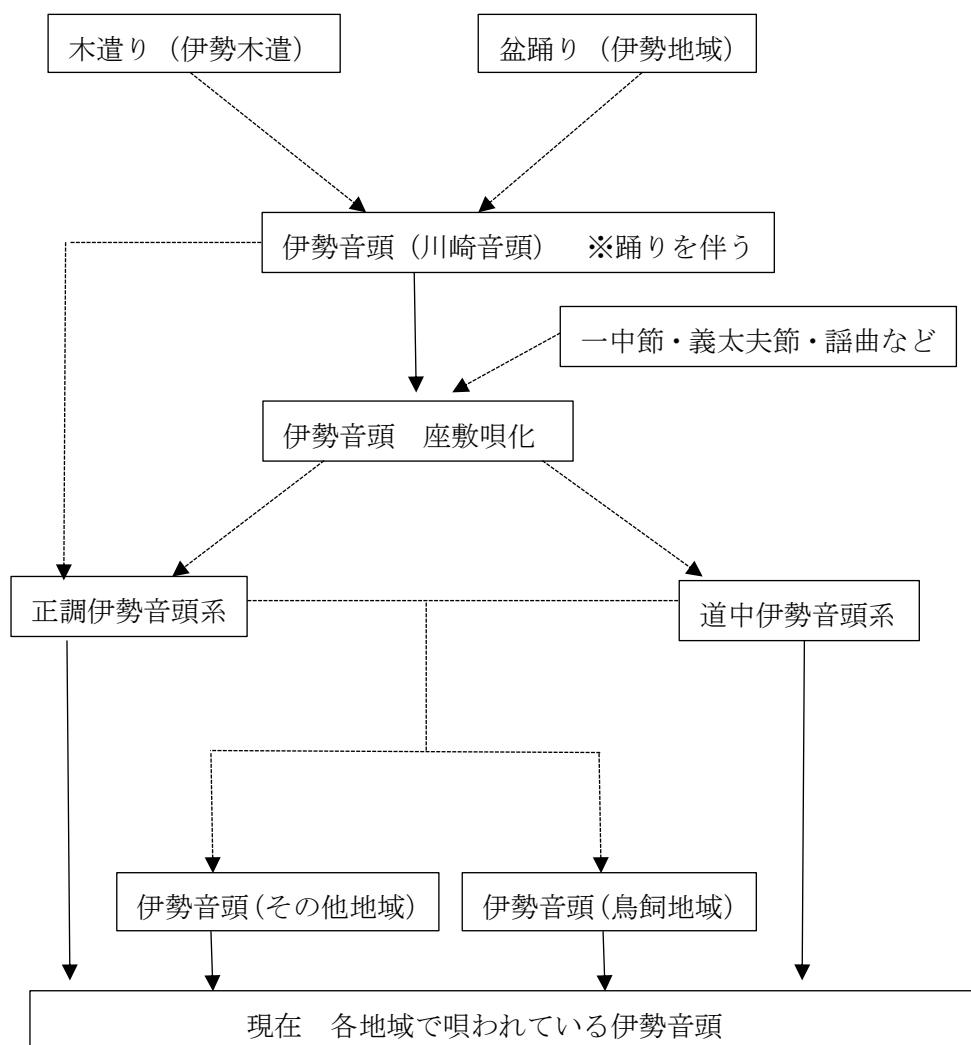 木遣り（伊勢木遣）
盆踊り（伊勢地域）
伊勢音頭（川崎音頭）　※踊りを伴う
一中節・義太夫節・謡曲など
伊勢音頭　座敷唄化
正調伊勢音頭系
道中伊勢音頭系
伊勢音頭（その他地域）
伊勢音頭（鳥飼地域）
現在　各地域で唄われている伊勢音頭